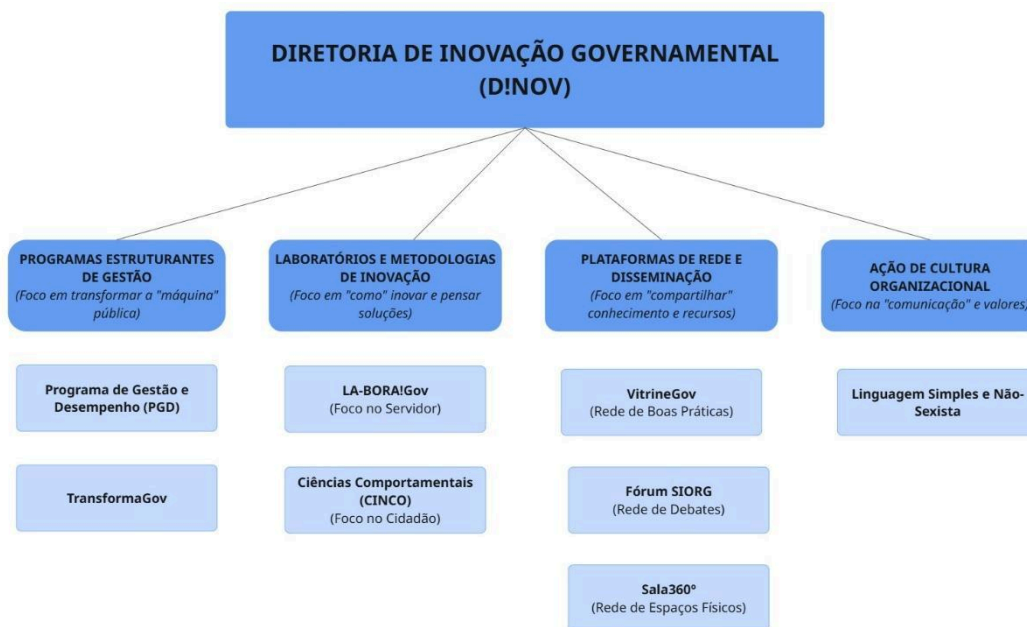 DIRETORIA DE INOVAÇÃO GOVERNAMENTAL
(D!NOV)
PROGRAMAS ESTRUTURANTES
DE GESTÃO
(Foco em transformar a "máquina"
pública)
LABORATÓRIOS E METODOLOGIAS
DE INOVAÇÃO
(Foco em "como" inovar e pensar
soluções)
PLATAFORMAS DE REDE E
DISSEMINAÇÃO
(Foco em "compartilhar"
conhecimento e recursos)
AÇÃO DE CULTURA
ORGANIZACIONAL
(Foco na "comunicação" e valores)
Programa de Gestão e
Desempenho (PGD)
TransformaGov
LA-BORA!Gov
(Foco no Servidor)
Ciências Comportamentais
(CINCO)
(Foco no Cidadão)
VitrineGov
(Rede de Boas Práticas)
Fórum SIORG
(Rede de Debates)
Sala360º
(Rede de Espaços Físicos)
Linguagem Simples e Não-
Sexista